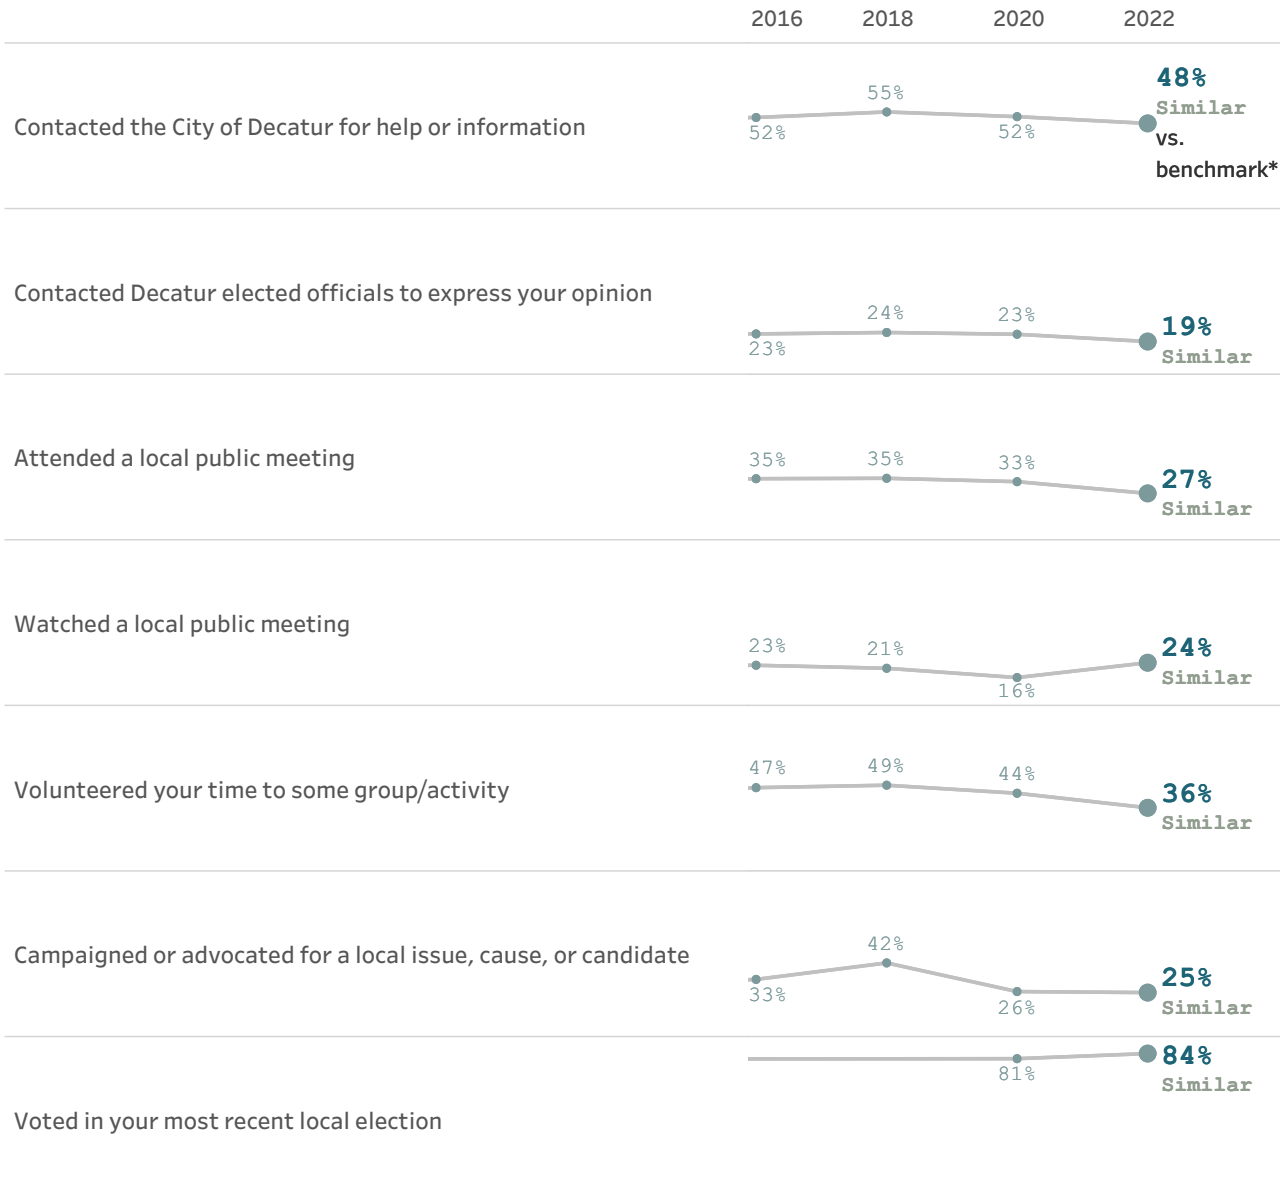 2016 2018 2020 2022
Contacted the City of Decatur for help or information
52%
55%
52%
48%
Similar
vs.
benchmark*
Contacted Decatur elected officials to express your opinion
23%
24%
23%
19%
Similar
Attended a local public meeting
35%
35%
33%
27%
Similar
Watched a local public meeting
23%
21%
16%
24%
Similar
Volunteered your time to some group/activity
47%
49%
44%
36%
Similar
Campaigned or advocated for a local issue, cause, or candidate
33%
42%
26%
25%
Similar
Voted in your most recent local election
81%
84%
Similar